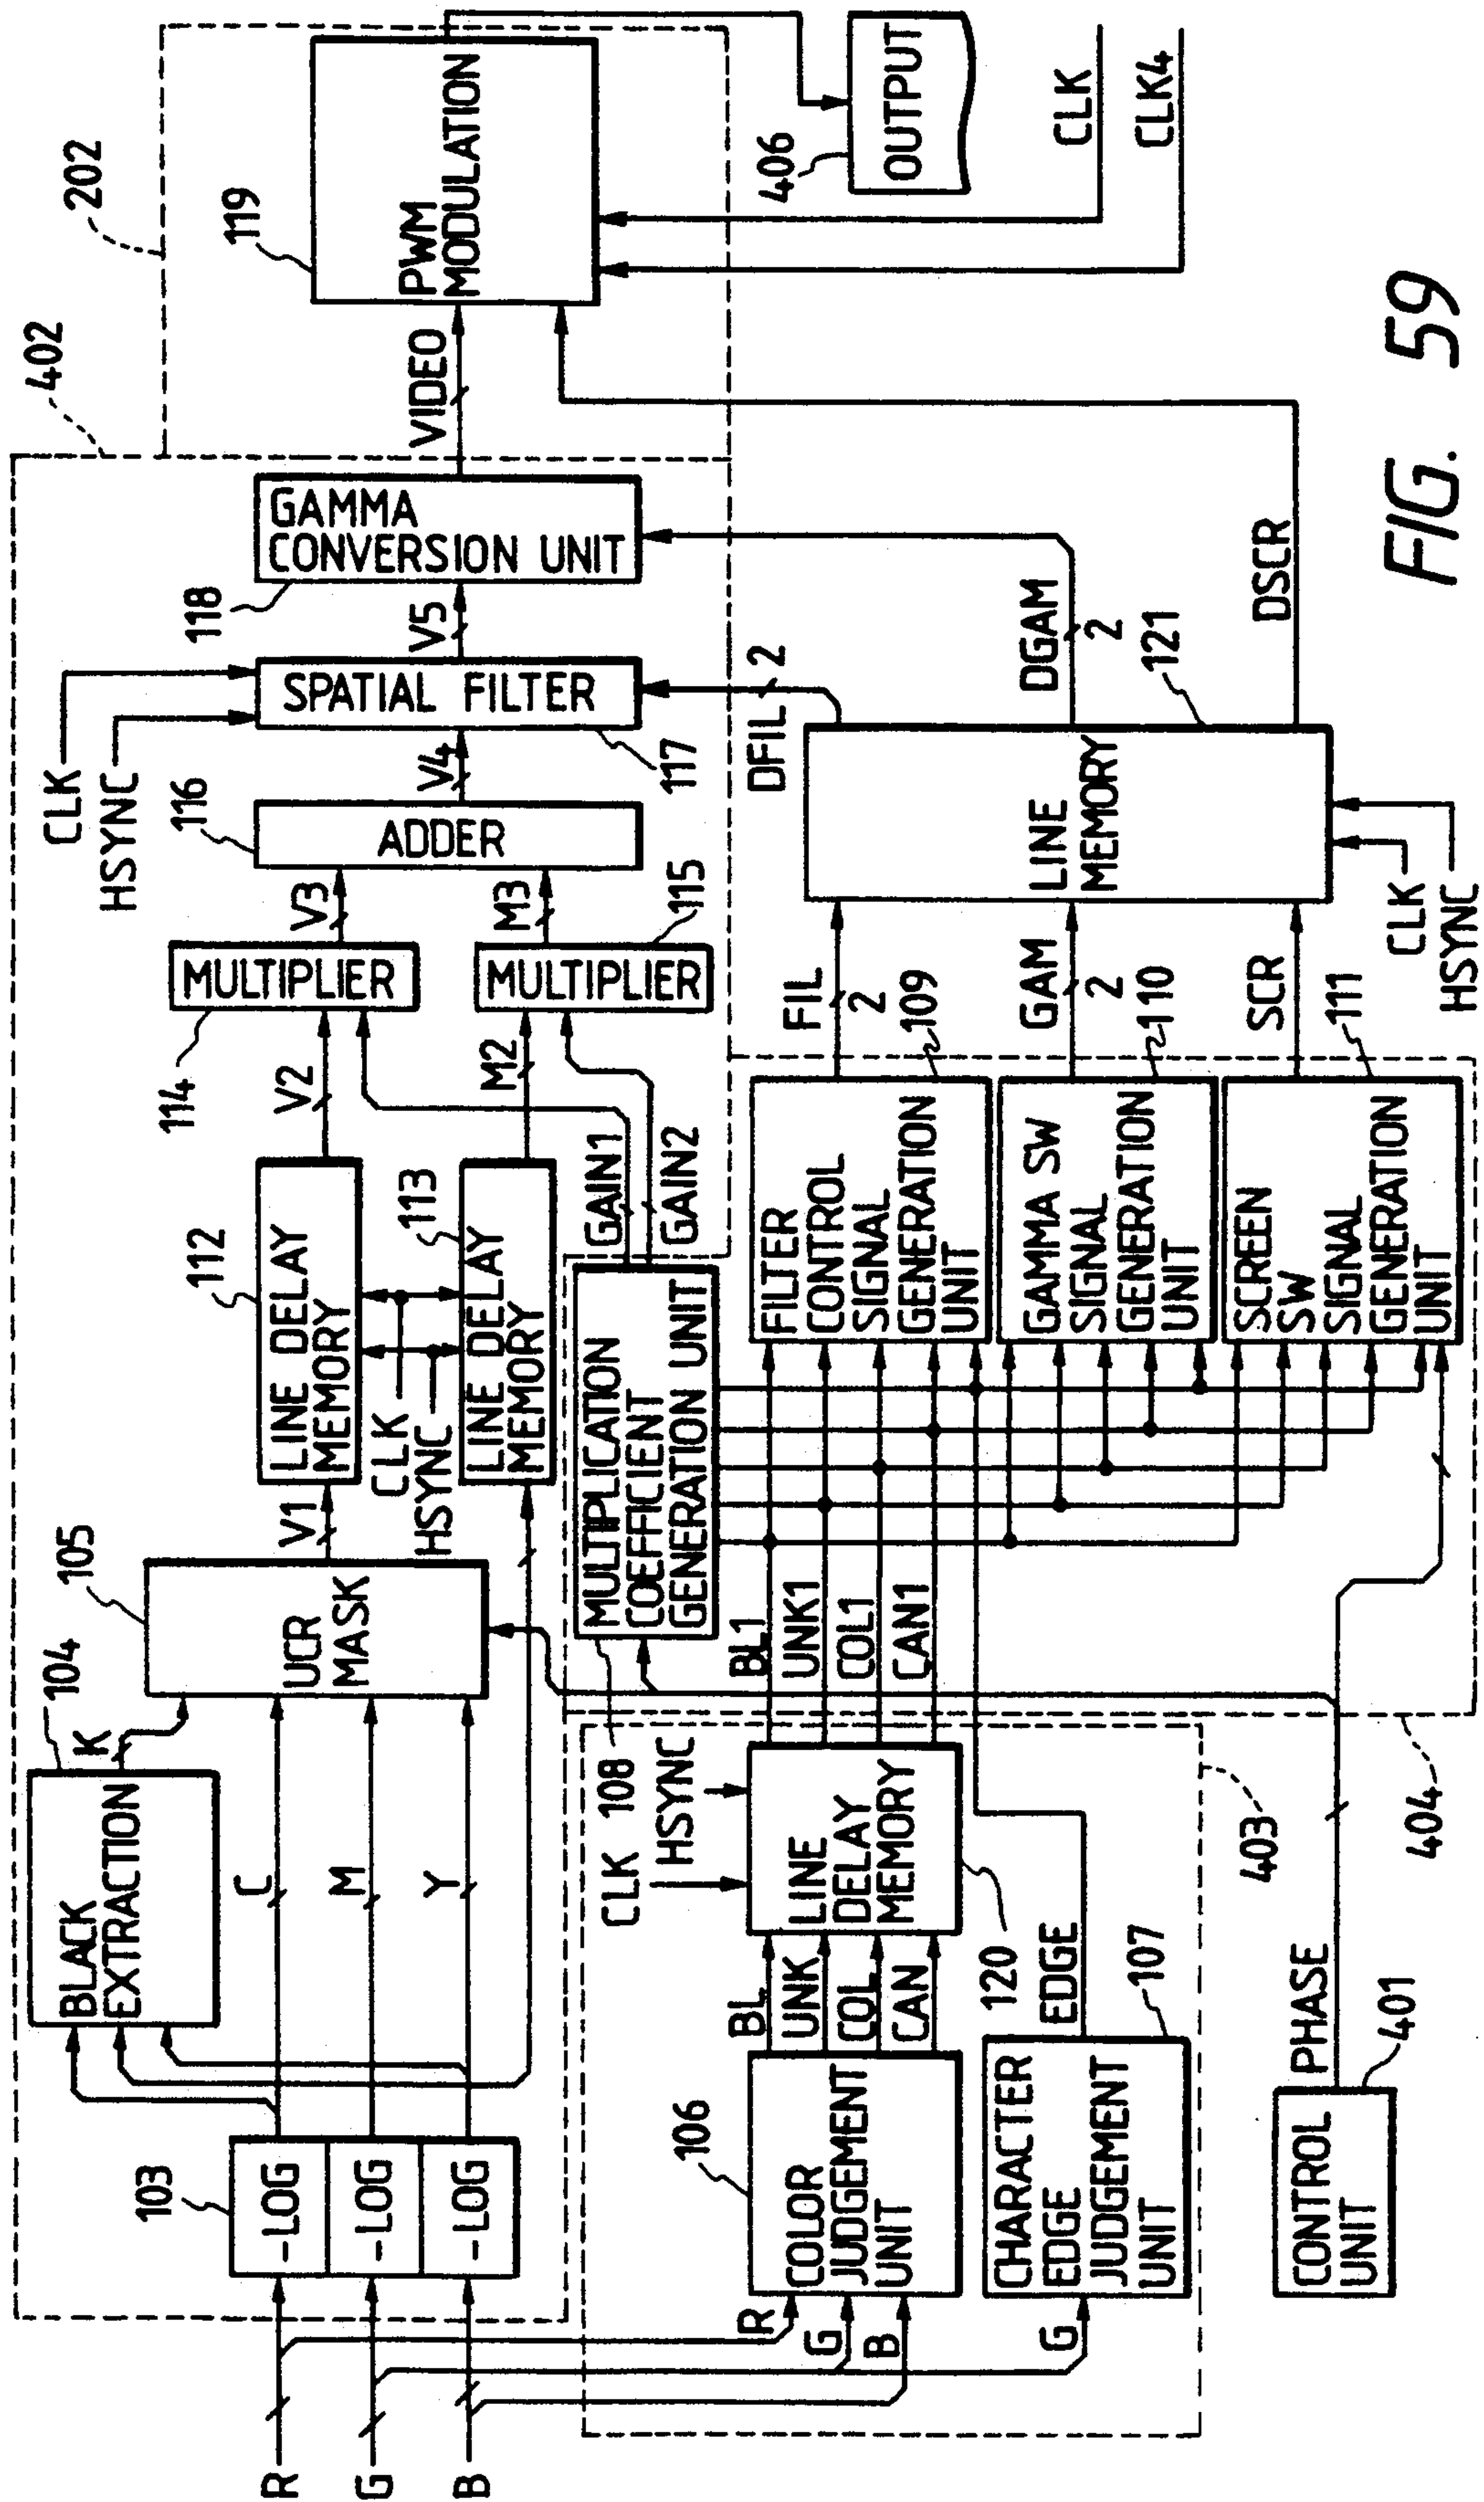 402
202
CLK
HSYNC
R
G
B
103
-LOG
-LOG
-LOG
BLACK
EXTRACTION
104
K
C
M
Y
105
UCR
MASK
V1
112
LINE DELAY
MEMORY
CLK
HSYNC
113
LINE DELAY
MEMORY
V2
M2
114
MULTIPLIER
115
MULTIPLIER
V3
M3
116
ADDER
V4
117
SPATIAL FILTER
V5
118
GAMMA
CONVERSION UNIT
VIDEO
119
PWM
MODULATION
406
OUTPUT
CLK
CLK4
GAIN1
GAIN2
MULTIPLICATION
COEFFICIENT
GENERATION UNIT
108
CLK
HSYNC
R
G
B
G
106
COLOR
JUDGEMENT
UNIT
BL
UNK
COL
CAN
LINE
DELAY
MEMORY
120
BL1
UNK1
COL1
CAN1
CHARACTER
EDGE
JUDGEMENT
UNIT
107
EDGE
403
404
CONTROL
UNIT
401
PHASE
FILTER
CONTROL
SIGNAL
GENERATION
UNIT
109
GAMMA SW
SIGNAL
GENERATION
UNIT
110
SCREEN
SW
SIGNAL
GENERATION
UNIT
111
FIL
2
GAM
2
SCR
LINE
MEMORY
121
CLK
HSYNC
DFIL
2
DGAM
2
DSCR
FIG. 59